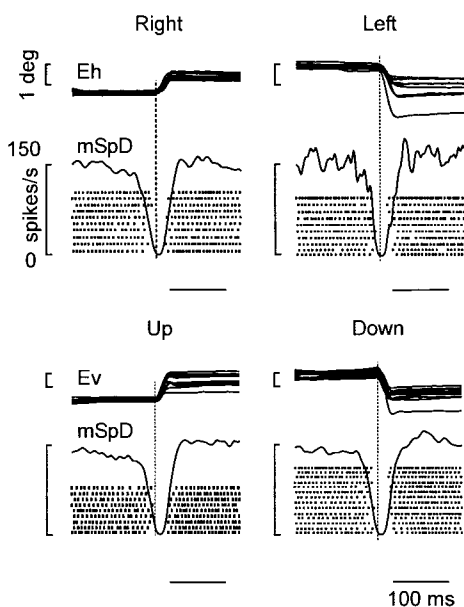 Right
Left
1 deg
Eh
150
mSpD
spikes/s
0
Up
Down
Ev
mSpD
100 ms